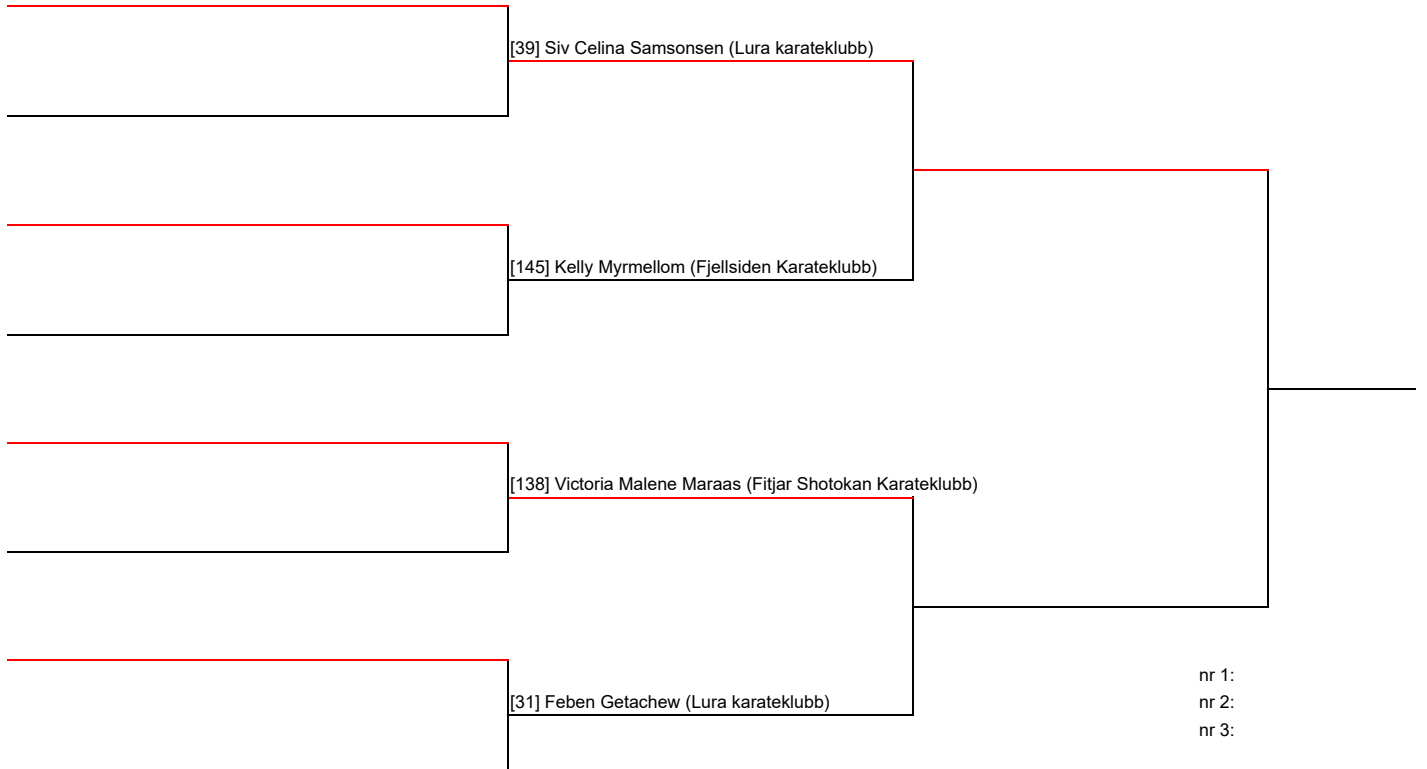 [39] Siv Celina Samsonsen (Lura karateklubb)
[145] Kelly Myrmellom (Fjellsiden Karateklubb)
[138] Victoria Malene Maraas (Fitjar Shotokan Karateklubb)
[31] Feben Getachew (Lura karateklubb)
nr 1:
nr 2:
nr 3: